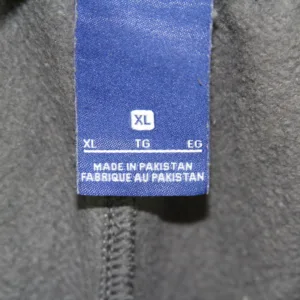 XL
XL TG EG
MADE IN PAKISTAN
FABRIQUE AU PAKISTAN